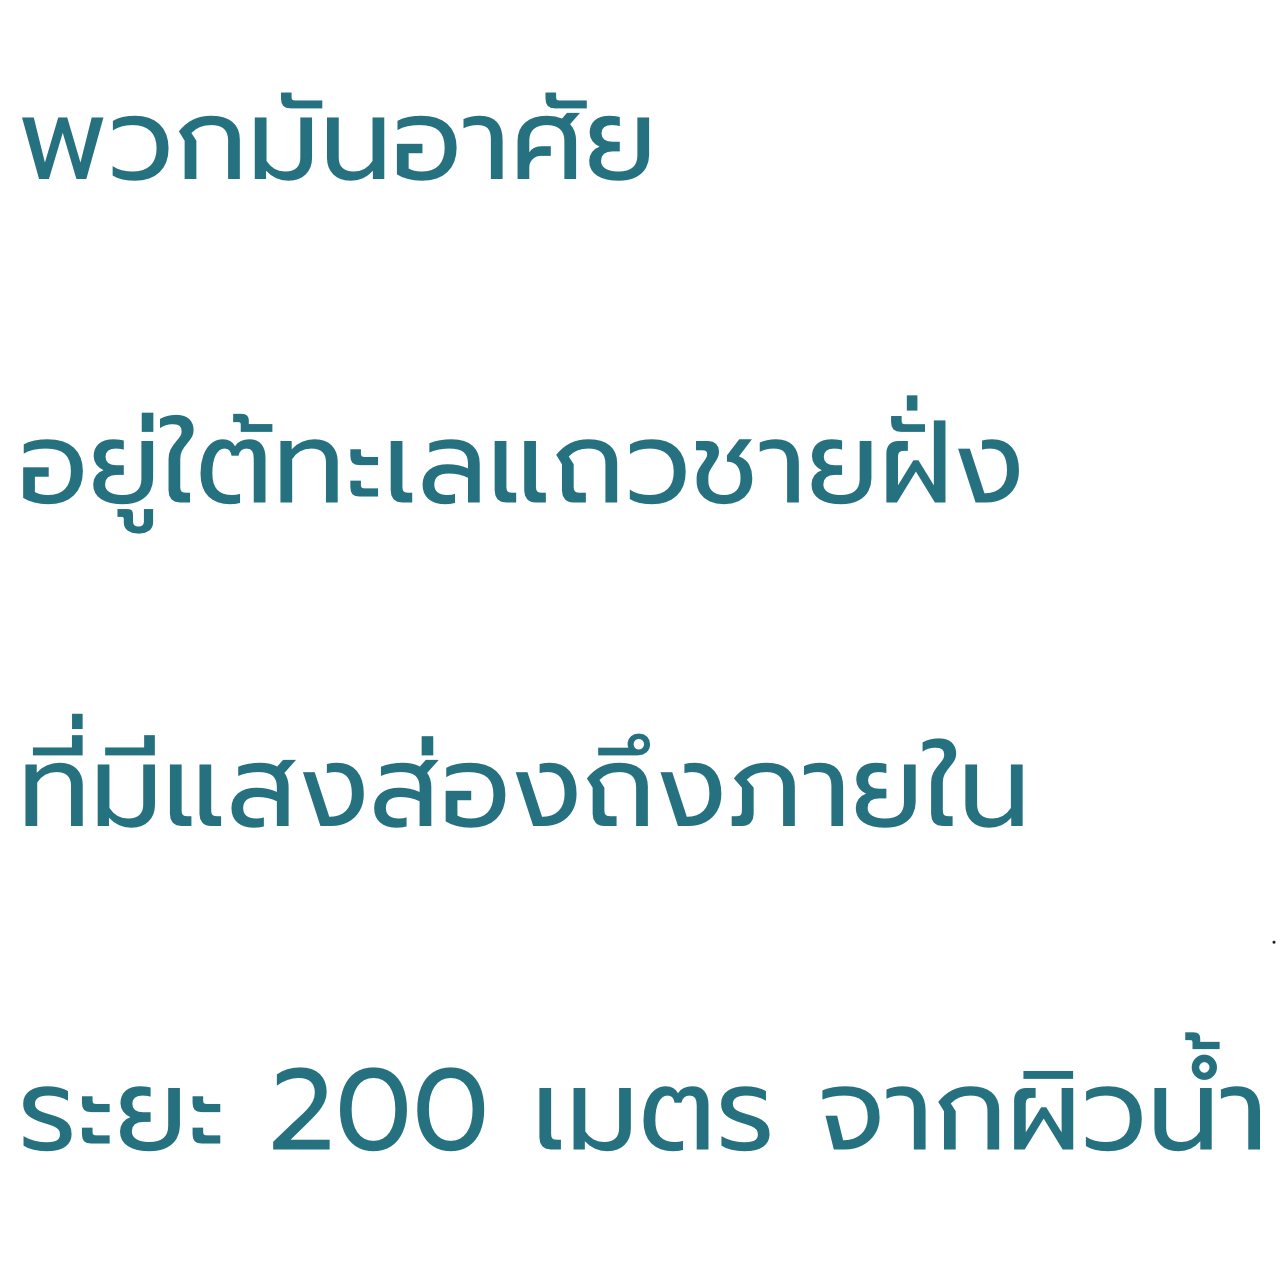 พวกมันอาศัย
อยู่ใต้ทะเลแถวชายฝั่ง
ที่มีแสงส่องถึงภายใน
ระยะ 200 เมตร จากผิวน้ำ